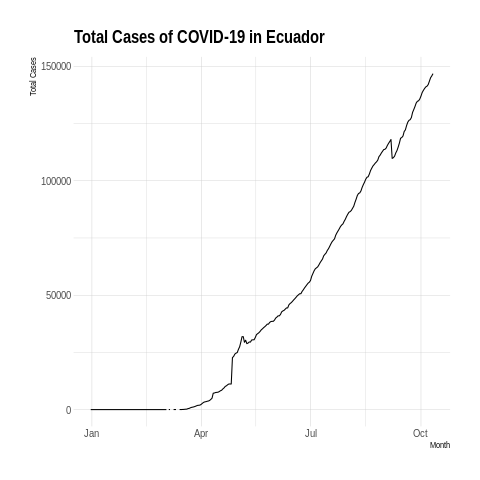 Total Cases of COVID-19 in Ecuador
Total Cases
150000
100000
50000
0
Jan Apr Jul Oct
Month